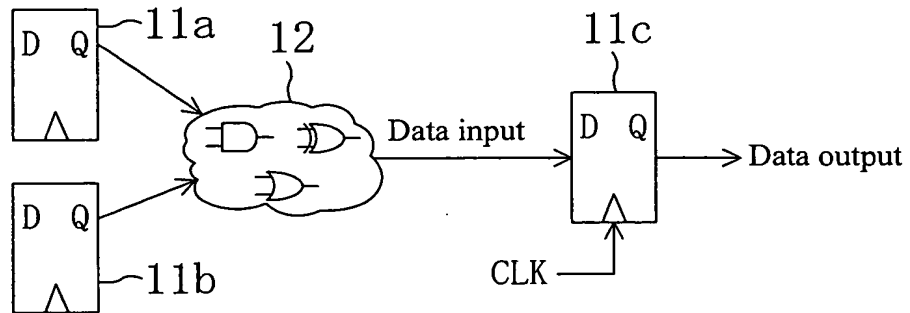 11a
D Q
12
11c
Data input
D Q
Data output
D Q
11b
CLK